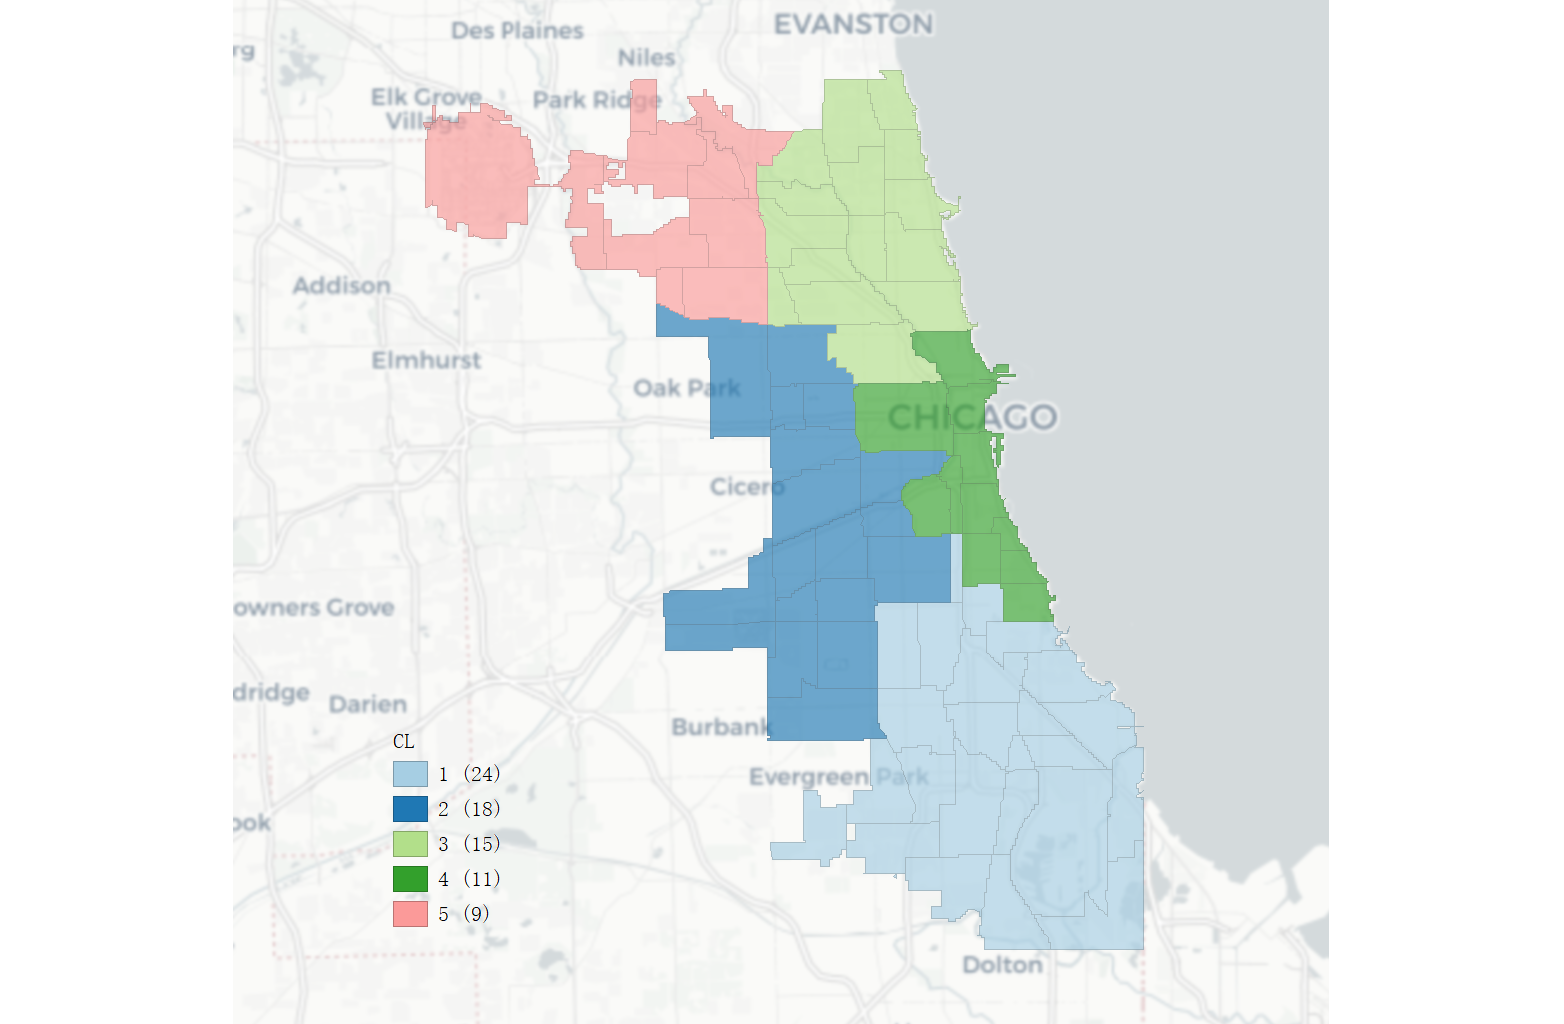 EVANSTON
Des Plaines
rg
Niles
Elk Grove
Village
Park Ridge
Addison
Elmhurst
Oak Park
CHICAGO
Cicero
owners Grove
dridge
Darien
Burbank
Evergreen Park
ook
Dolton
CL
1 (24)
2 (18)
3 (15)
4 (11)
5 (9)